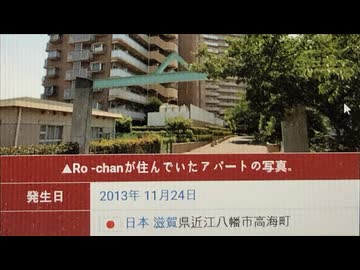 ▲Ro -chanが住んでいたアパートの写真。
発生日
2013年 11月24日
日本 滋賀県近江八幡市高海町